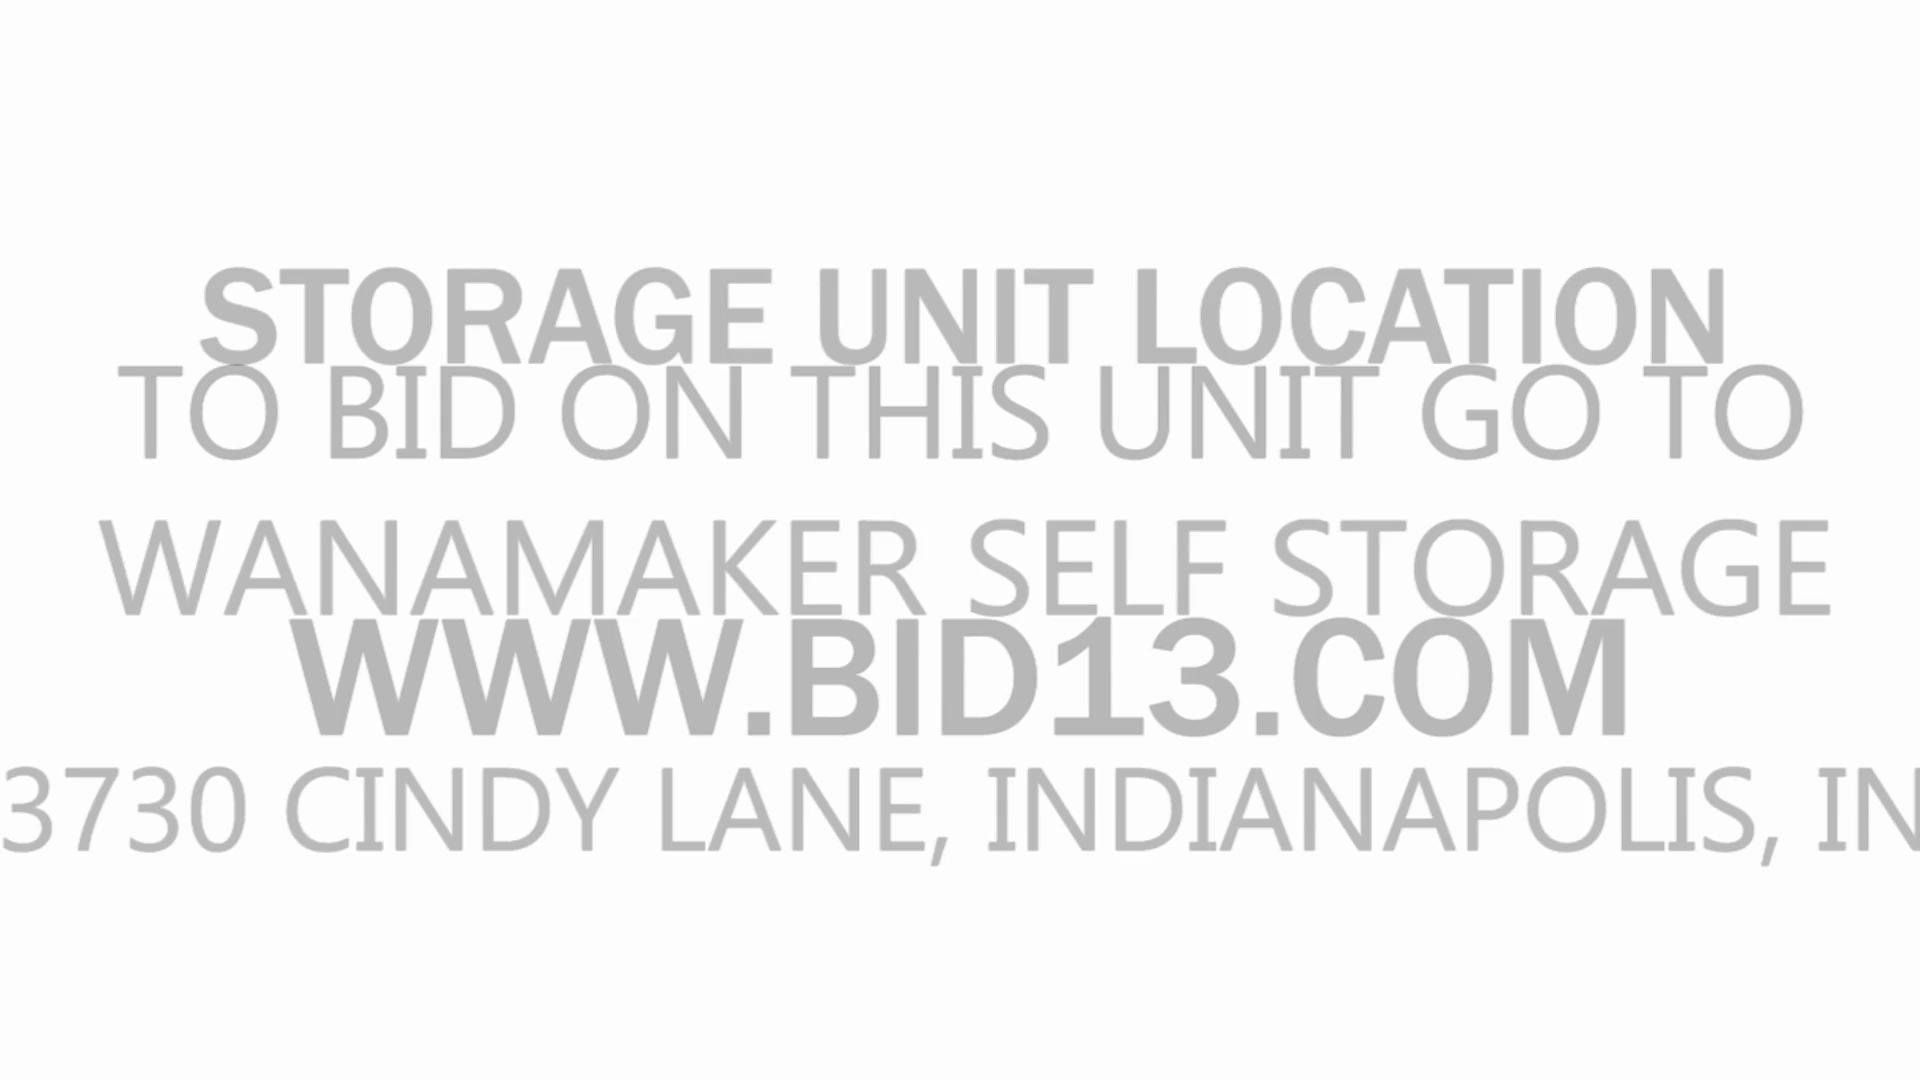 STORAGE UNIT LOCATION
TO BID ON THIS UNIT GO TO
WANAMAKER SELF STORAGE
WWW.BID13.COM
3730 CINDY LANE, INDIANAPOLIS, IN